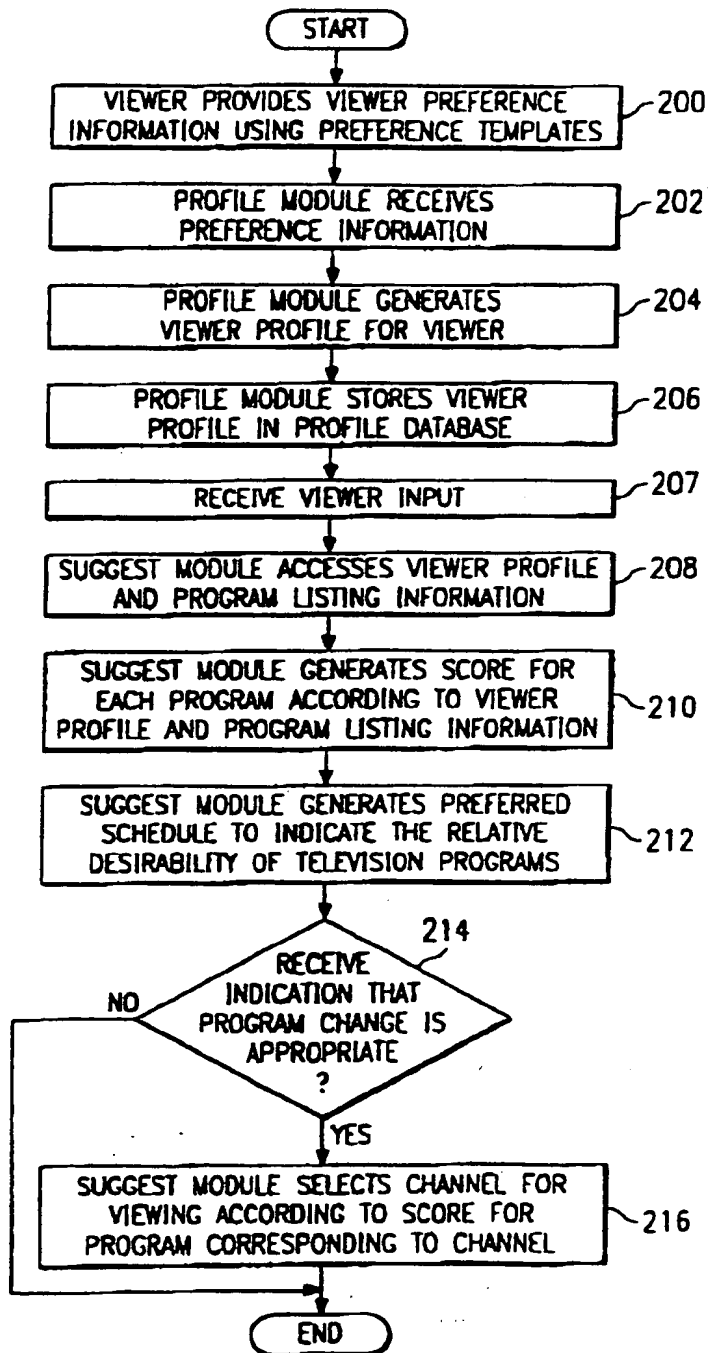 START
VIEWER PROVIDES VIEWER PREFERENCE
INFORMATION USING PREFERENCE TEMPLATES
200
PROFILE MODULE RECEIVES
PREFERENCE INFORMATION
202
PROFILE MODULE GENERATES
VIEWER PROFILE FOR VIEWER
204
PROFILE MODULE STORES VIEWER
PROFILE IN PROFILE DATABASE
206
RECEIVE VIEWER INPUT
207
SUGGEST MODULE ACCESSES VIEWER PROFILE
AND PROGRAM LISTING INFORMATION
208
SUGGEST MODULE GENERATES SCORE FOR
EACH PROGRAM ACCORDING TO VIEWER
PROFILE AND PROGRAM LISTING INFORMATION
210
SUGGEST MODULE GENERATES PREFERRED
SCHEDULE TO INDICATE THE RELATIVE
DESIRABILITY OF TELEVISION PROGRAMS
212
214
RECEIVE
INDICATION THAT
PROGRAM CHANGE IS
APPROPRIATE
?
NO
YES
SUGGEST MODULE SELECTS CHANNEL FOR
VIEWING ACCORDING TO SCORE FOR
PROGRAM CORRESPONDING TO CHANNEL
216
END